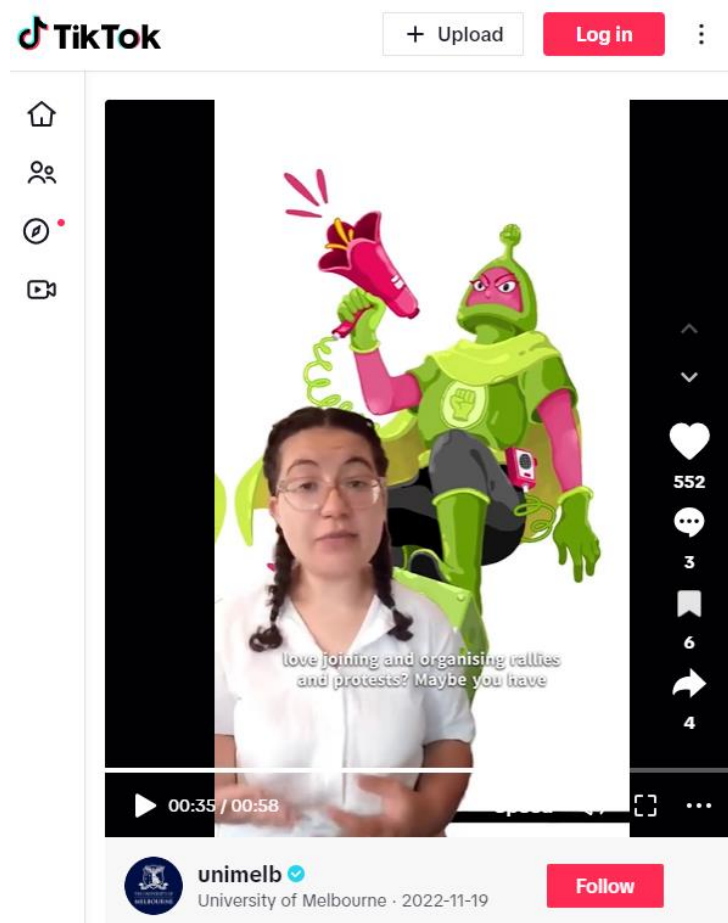 TikTok
+ Upload
Log in
552
3
6
4
love joining and organising rallies
and protests? Maybe you have
00:35 / 00:58
Speed
unimelb
University of Melbourne · 2022-11-19
Follow